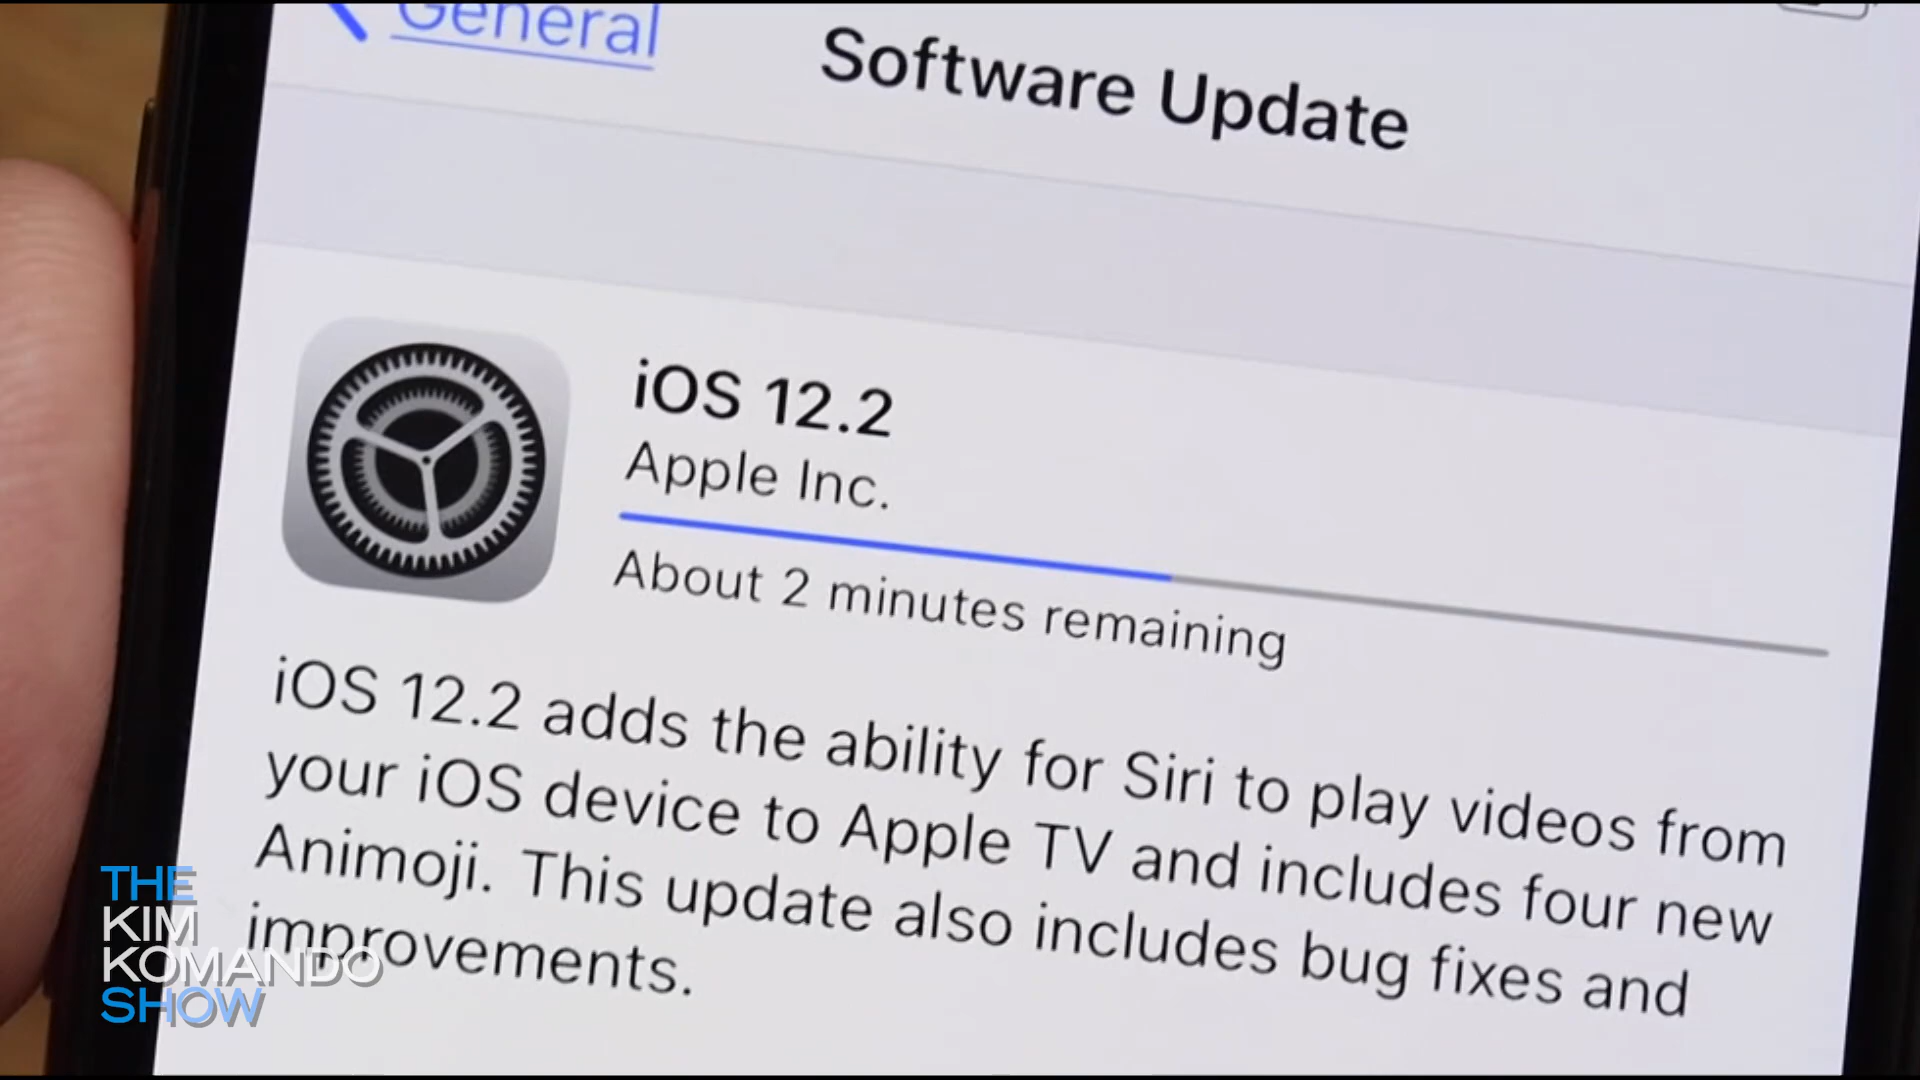 General
Software Update
iOS 12.2
Apple Inc.
About 2 minutes remaining
iOS 12.2 adds the ability for Siri to play videos from
your iOS device to Apple TV and includes four new
Animoji. This update also includes bug fixes and
improvements.
THE
KIM
KOMANDO
SHOW